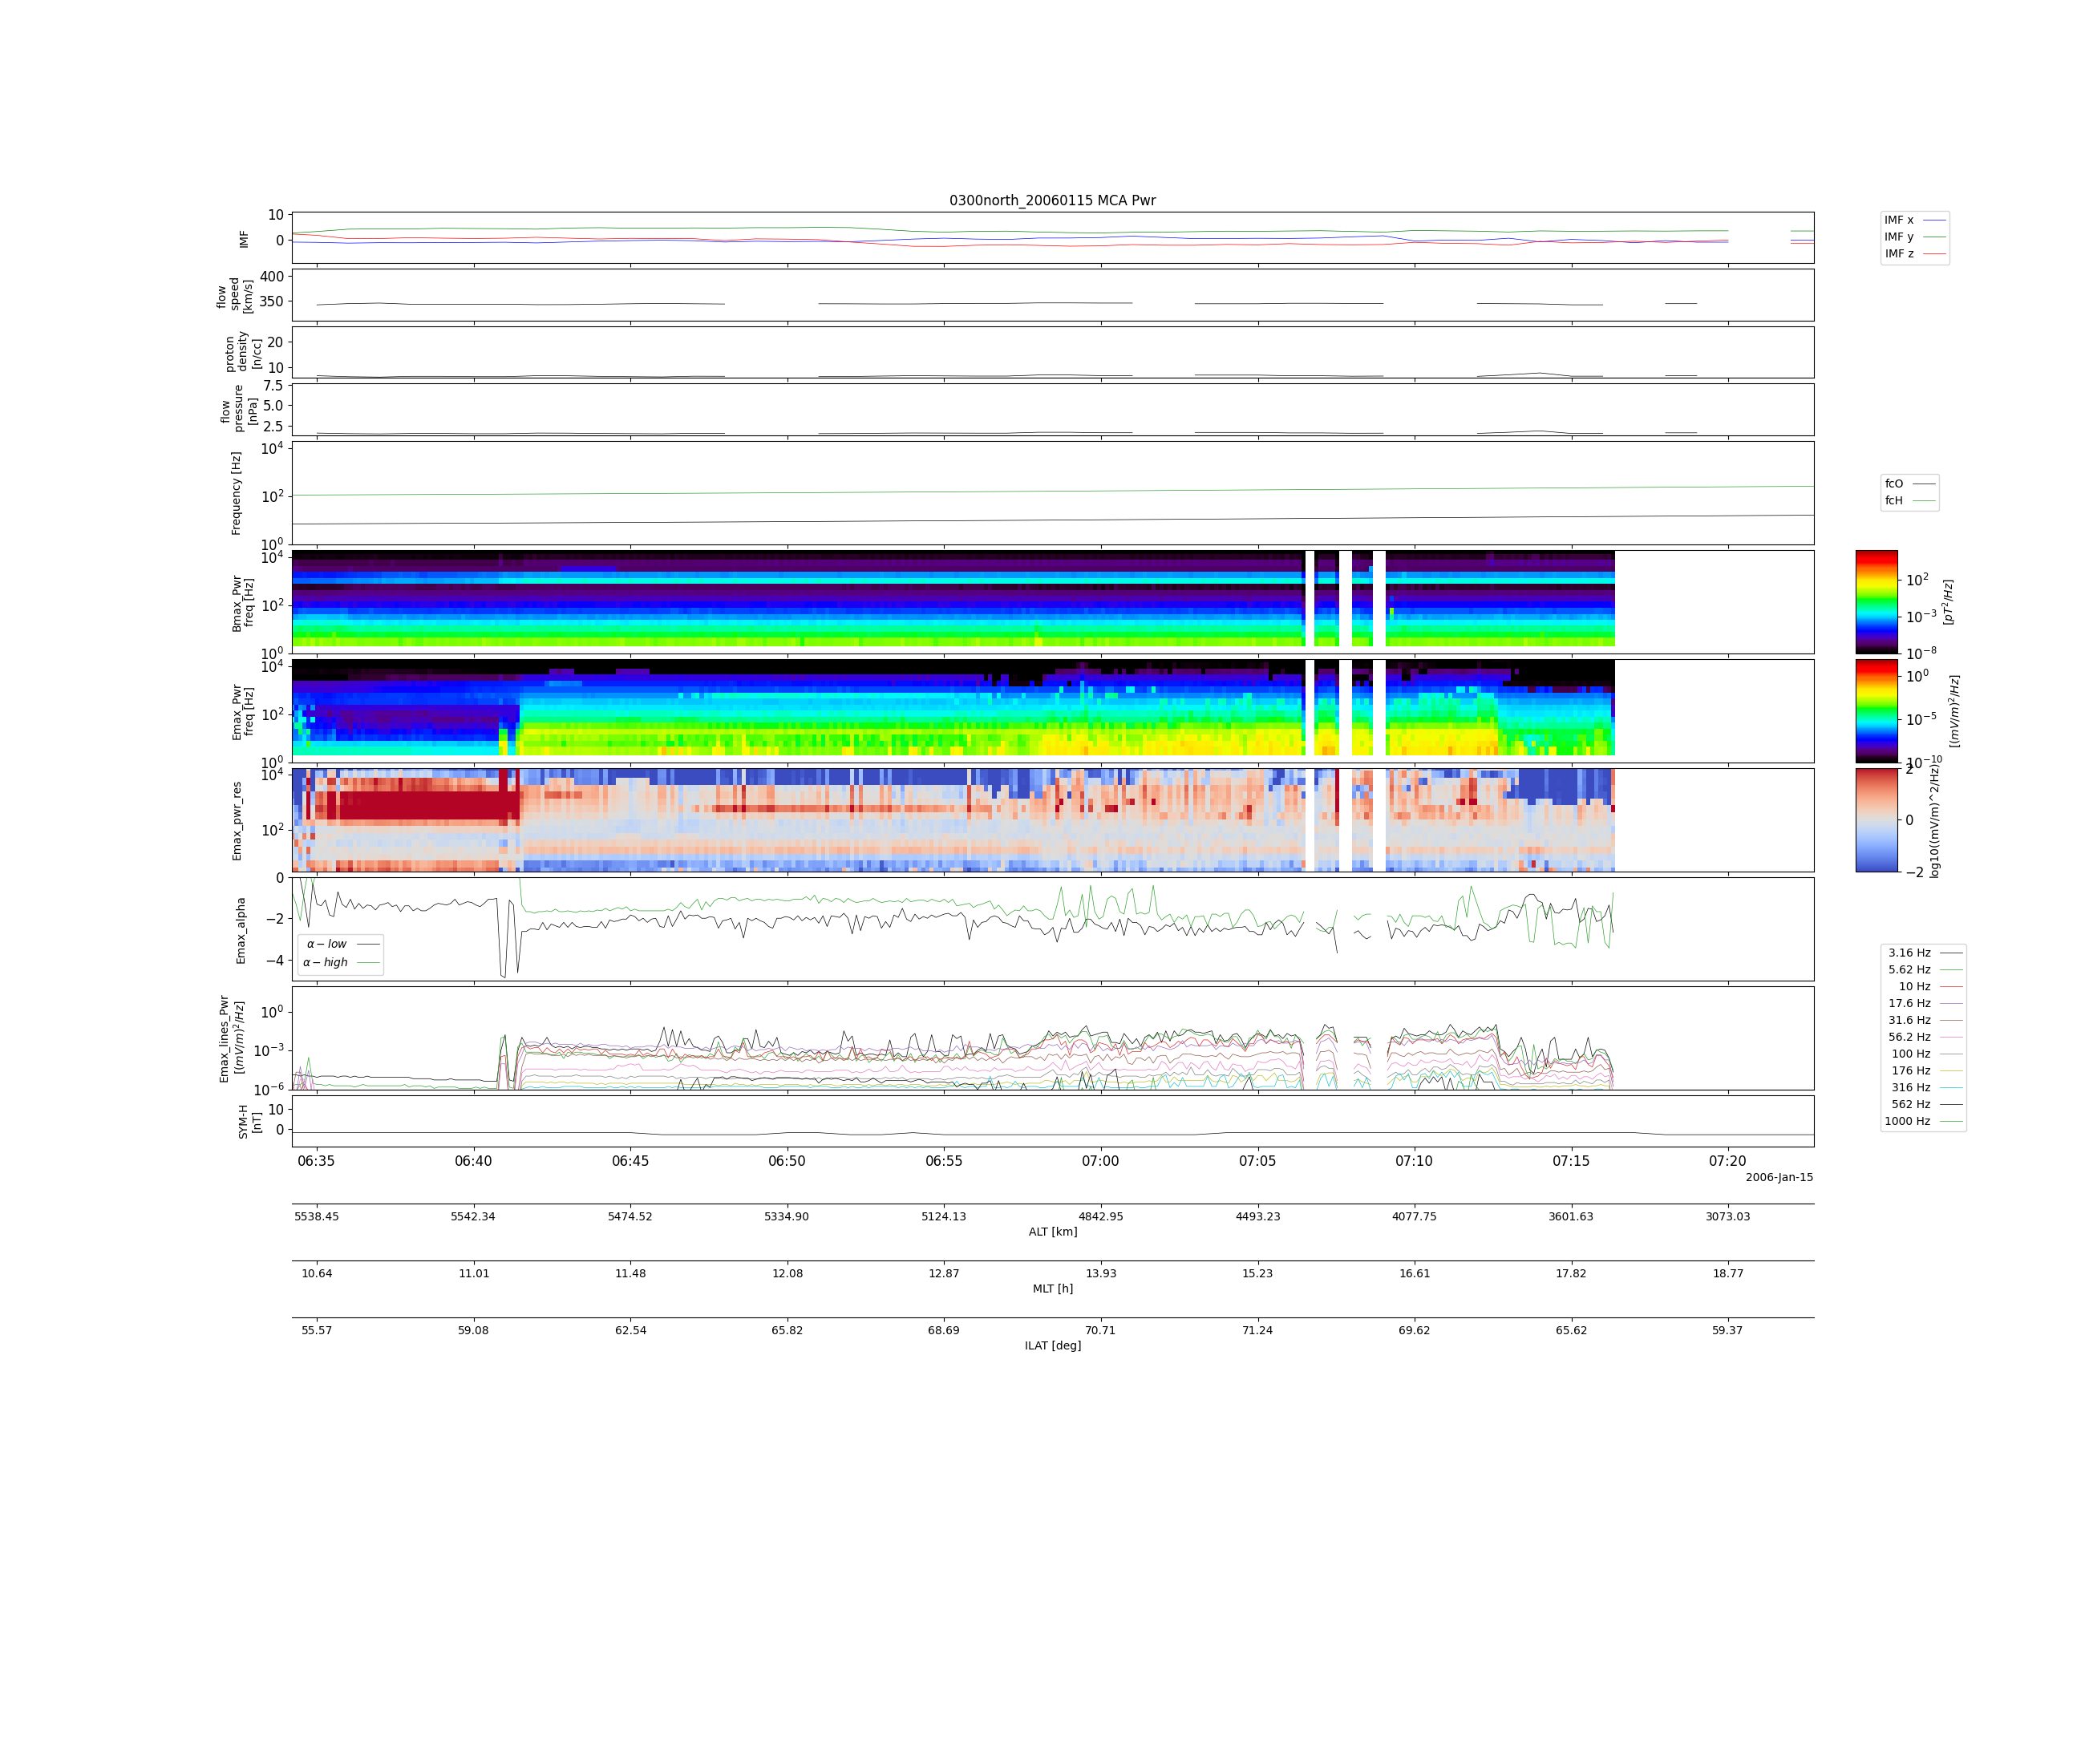 0300north_20060115 MCA Pwr
10
0
IMF
IMF x
IMF y
IMF z
400
350
flow
speed
[km/s]
20
10
proton
density
[n/cc]
7.5
5.0
2.5
flow
pressure
[nPa]
10^4
10^2
10^0
Frequency [Hz]
fcO
fcH
10^4
10^2
10^0
Bmax_Pwr
freq [Hz]
10^2
10^-3
10^-8
[pT^2/Hz]
10^4
10^2
10^0
Emax_Pwr
freq [Hz]
10^0
10^-5
10^-10
[(mV/m)^2/Hz]
10^4
10^2
Emax_pwr_res
2
0
−2
log10((mV/m)^2/Hz)
0
−2
−4
Emax_alpha
α − low
α − high
10^0
10^-3
10^-6
Emax_lines_Pwr
[(mV/m)^2/Hz]
3.16 Hz
5.62 Hz
10 Hz
17.6 Hz
31.6 Hz
56.2 Hz
100 Hz
176 Hz
316 Hz
562 Hz
1000 Hz
10
0
SYM-H
[nT]
06:35 06:40 06:45 06:50 06:55 07:00 07:05 07:10 07:15 07:20
2006-Jan-15
5538.45 5542.34 5474.52 5334.90 5124.13 4842.95 4493.23 4077.75 3601.63 3073.03
ALT [km]
10.64 11.01 11.48 12.08 12.87 13.93 15.23 16.61 17.82 18.77
MLT [h]
55.57 59.08 62.54 65.82 68.69 70.71 71.24 69.62 65.62 59.37
ILAT [deg]